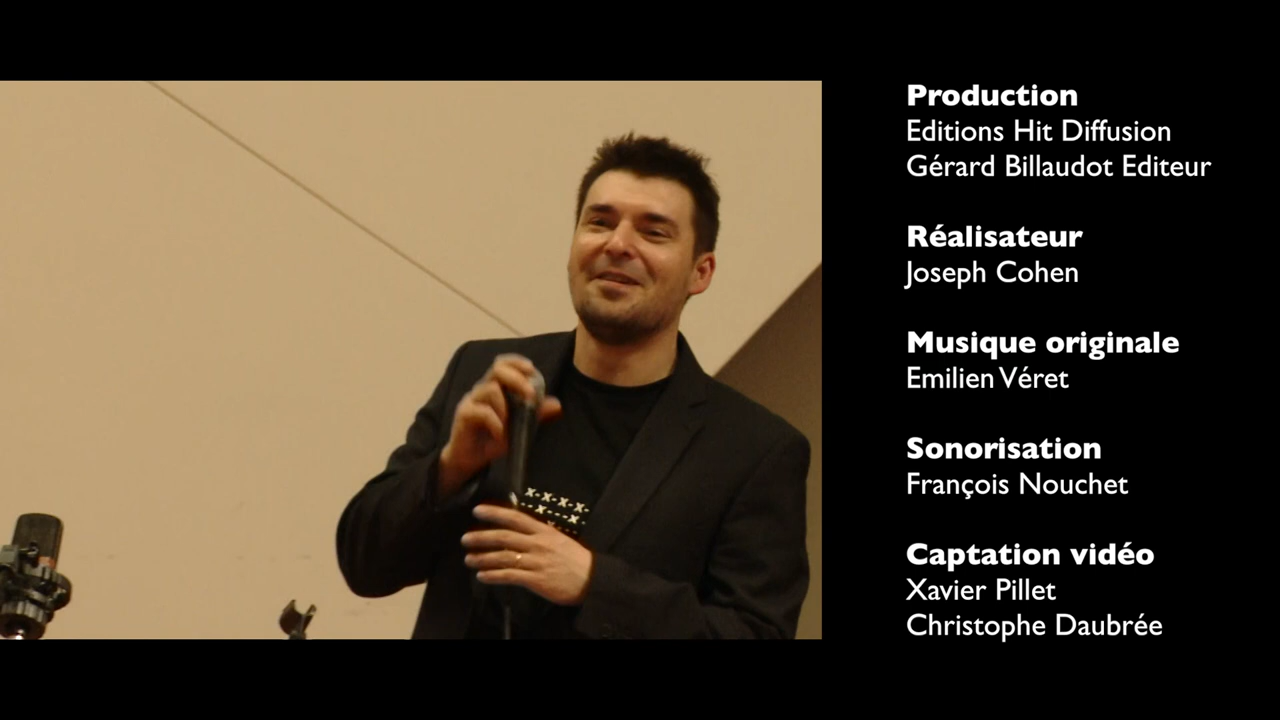 Production
Editions Hit Diffusion
Gérard Billaudot Editeur
Réalisateur
Joseph Cohen
Musique originale
Emilien Véret
Sonorisation
François Nouchet
Captation vidéo
Xavier Pillet
Christophe Daubrée